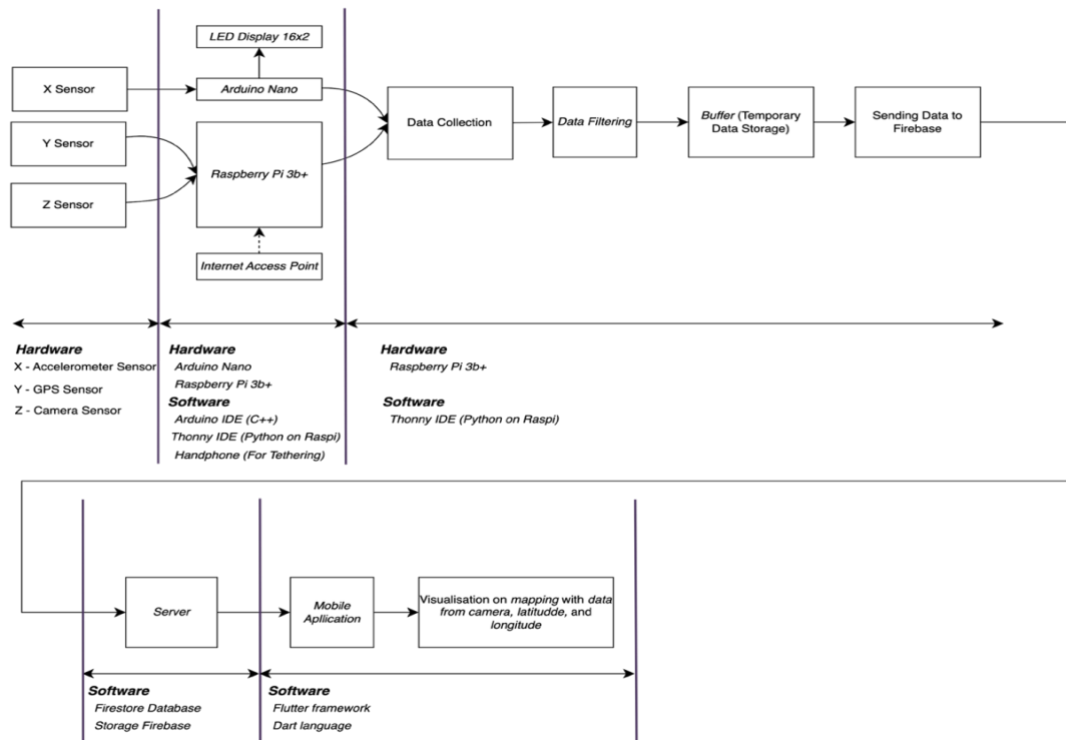 LED Display 16x2
X Sensor
Arduino Nano
Y Sensor
Z Sensor
Raspberry Pi 3b+
Internet Access Point
Data Collection
Data Filtering
Buffer (Temporary
Data Storage)
Sending Data to
Firebase
Hardware
X - Accelerometer Sensor
Y - GPS Sensor
Z - Camera Sensor
Hardware
Arduino Nano
Raspberry Pi 3b+
Software
Arduino IDE (C++)
Thonny IDE (Python on Raspi)
Handphone (For Tethering)
Hardware
Raspberry Pi 3b+
Software
Thonny IDE (Python on Raspi)
Server
Mobile
Apllication
Visualisation on mapping with data
from camera, latitudde, and
longitude
Software
Firestore Database
Storage Firebase
Software
Flutter framework
Dart language